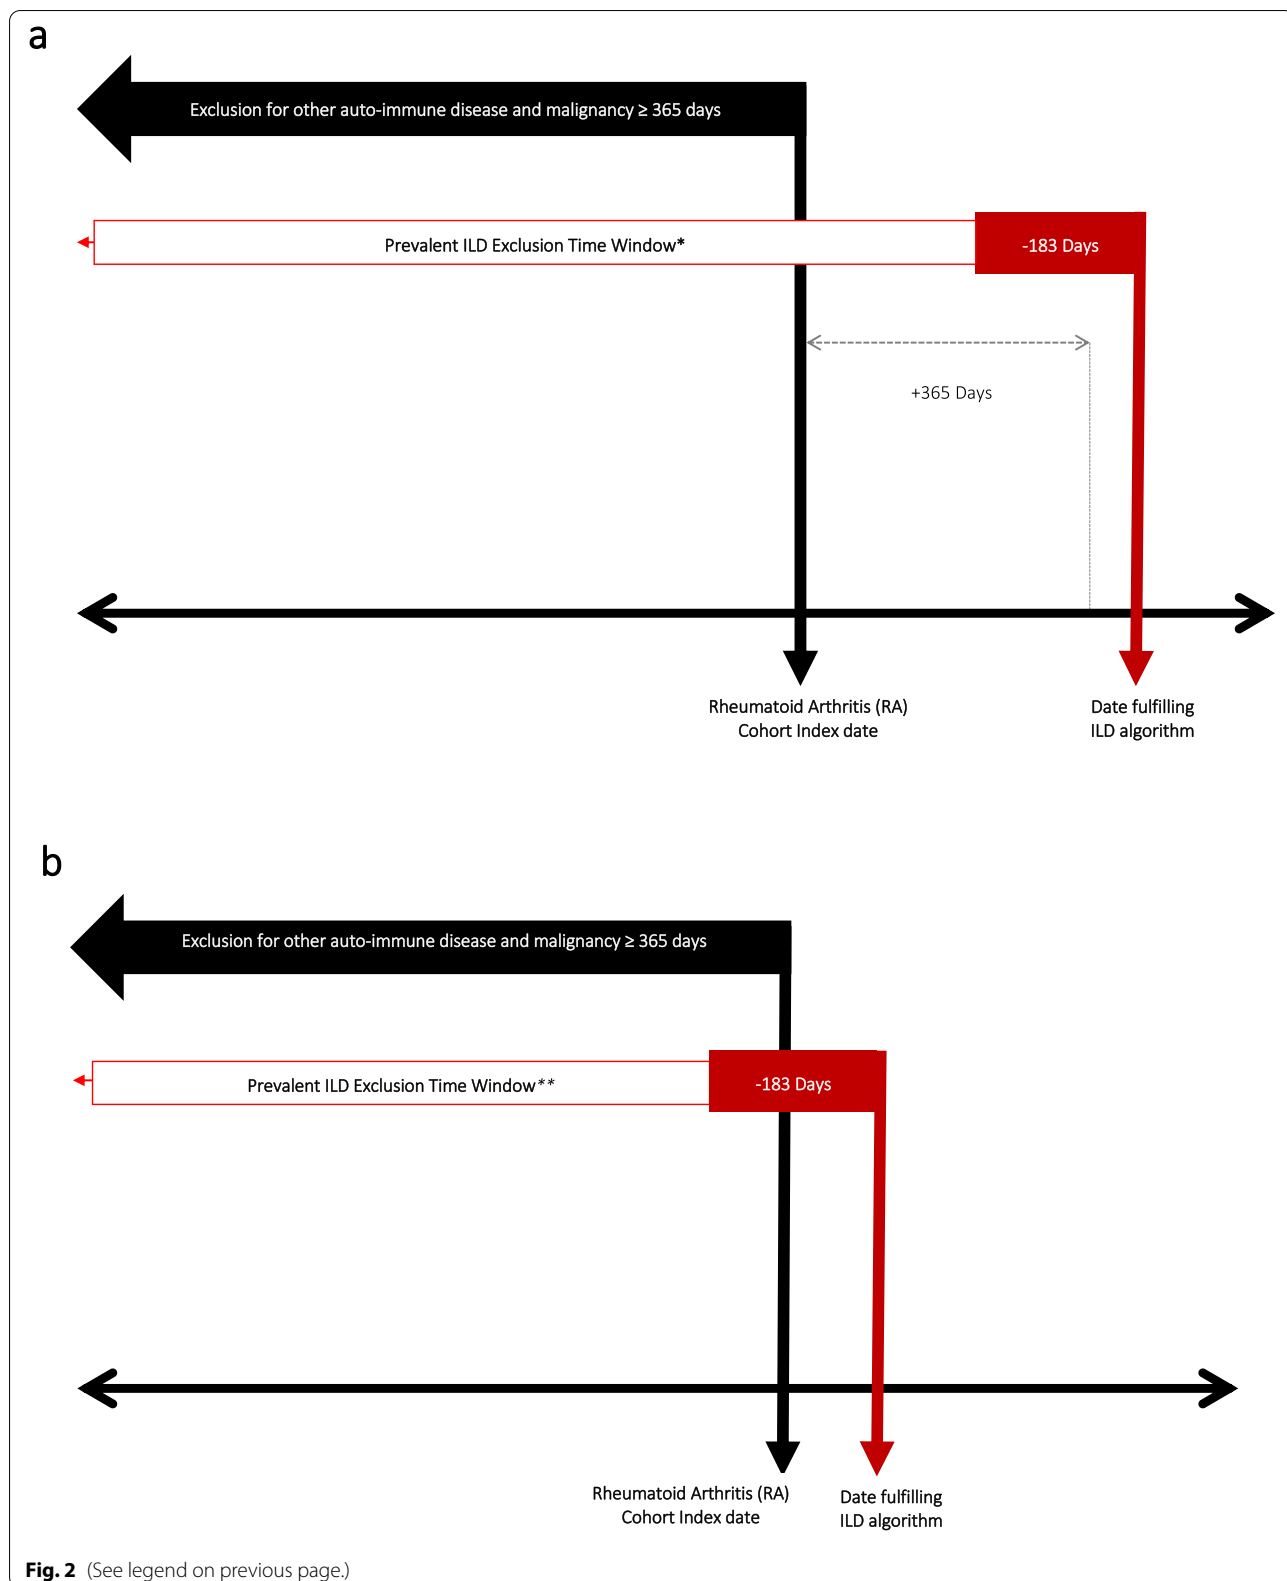 a
Exclusion for other auto-immune disease and malignancy ≥ 365 days
Prevalent ILD Exclusion Time Window*
-183 Days
+365 Days
Rheumatoid Arthritis (RA)
Cohort Index date
Date fulfilling
ILD algorithm
b
Exclusion for other auto-immune disease and malignancy ≥ 365 days
Prevalent ILD Exclusion Time Window**
-183 Days
Rheumatoid Arthritis (RA)
Cohort Index date
Date fulfilling
ILD algorithm
Fig. 2 (See legend on previous page.)